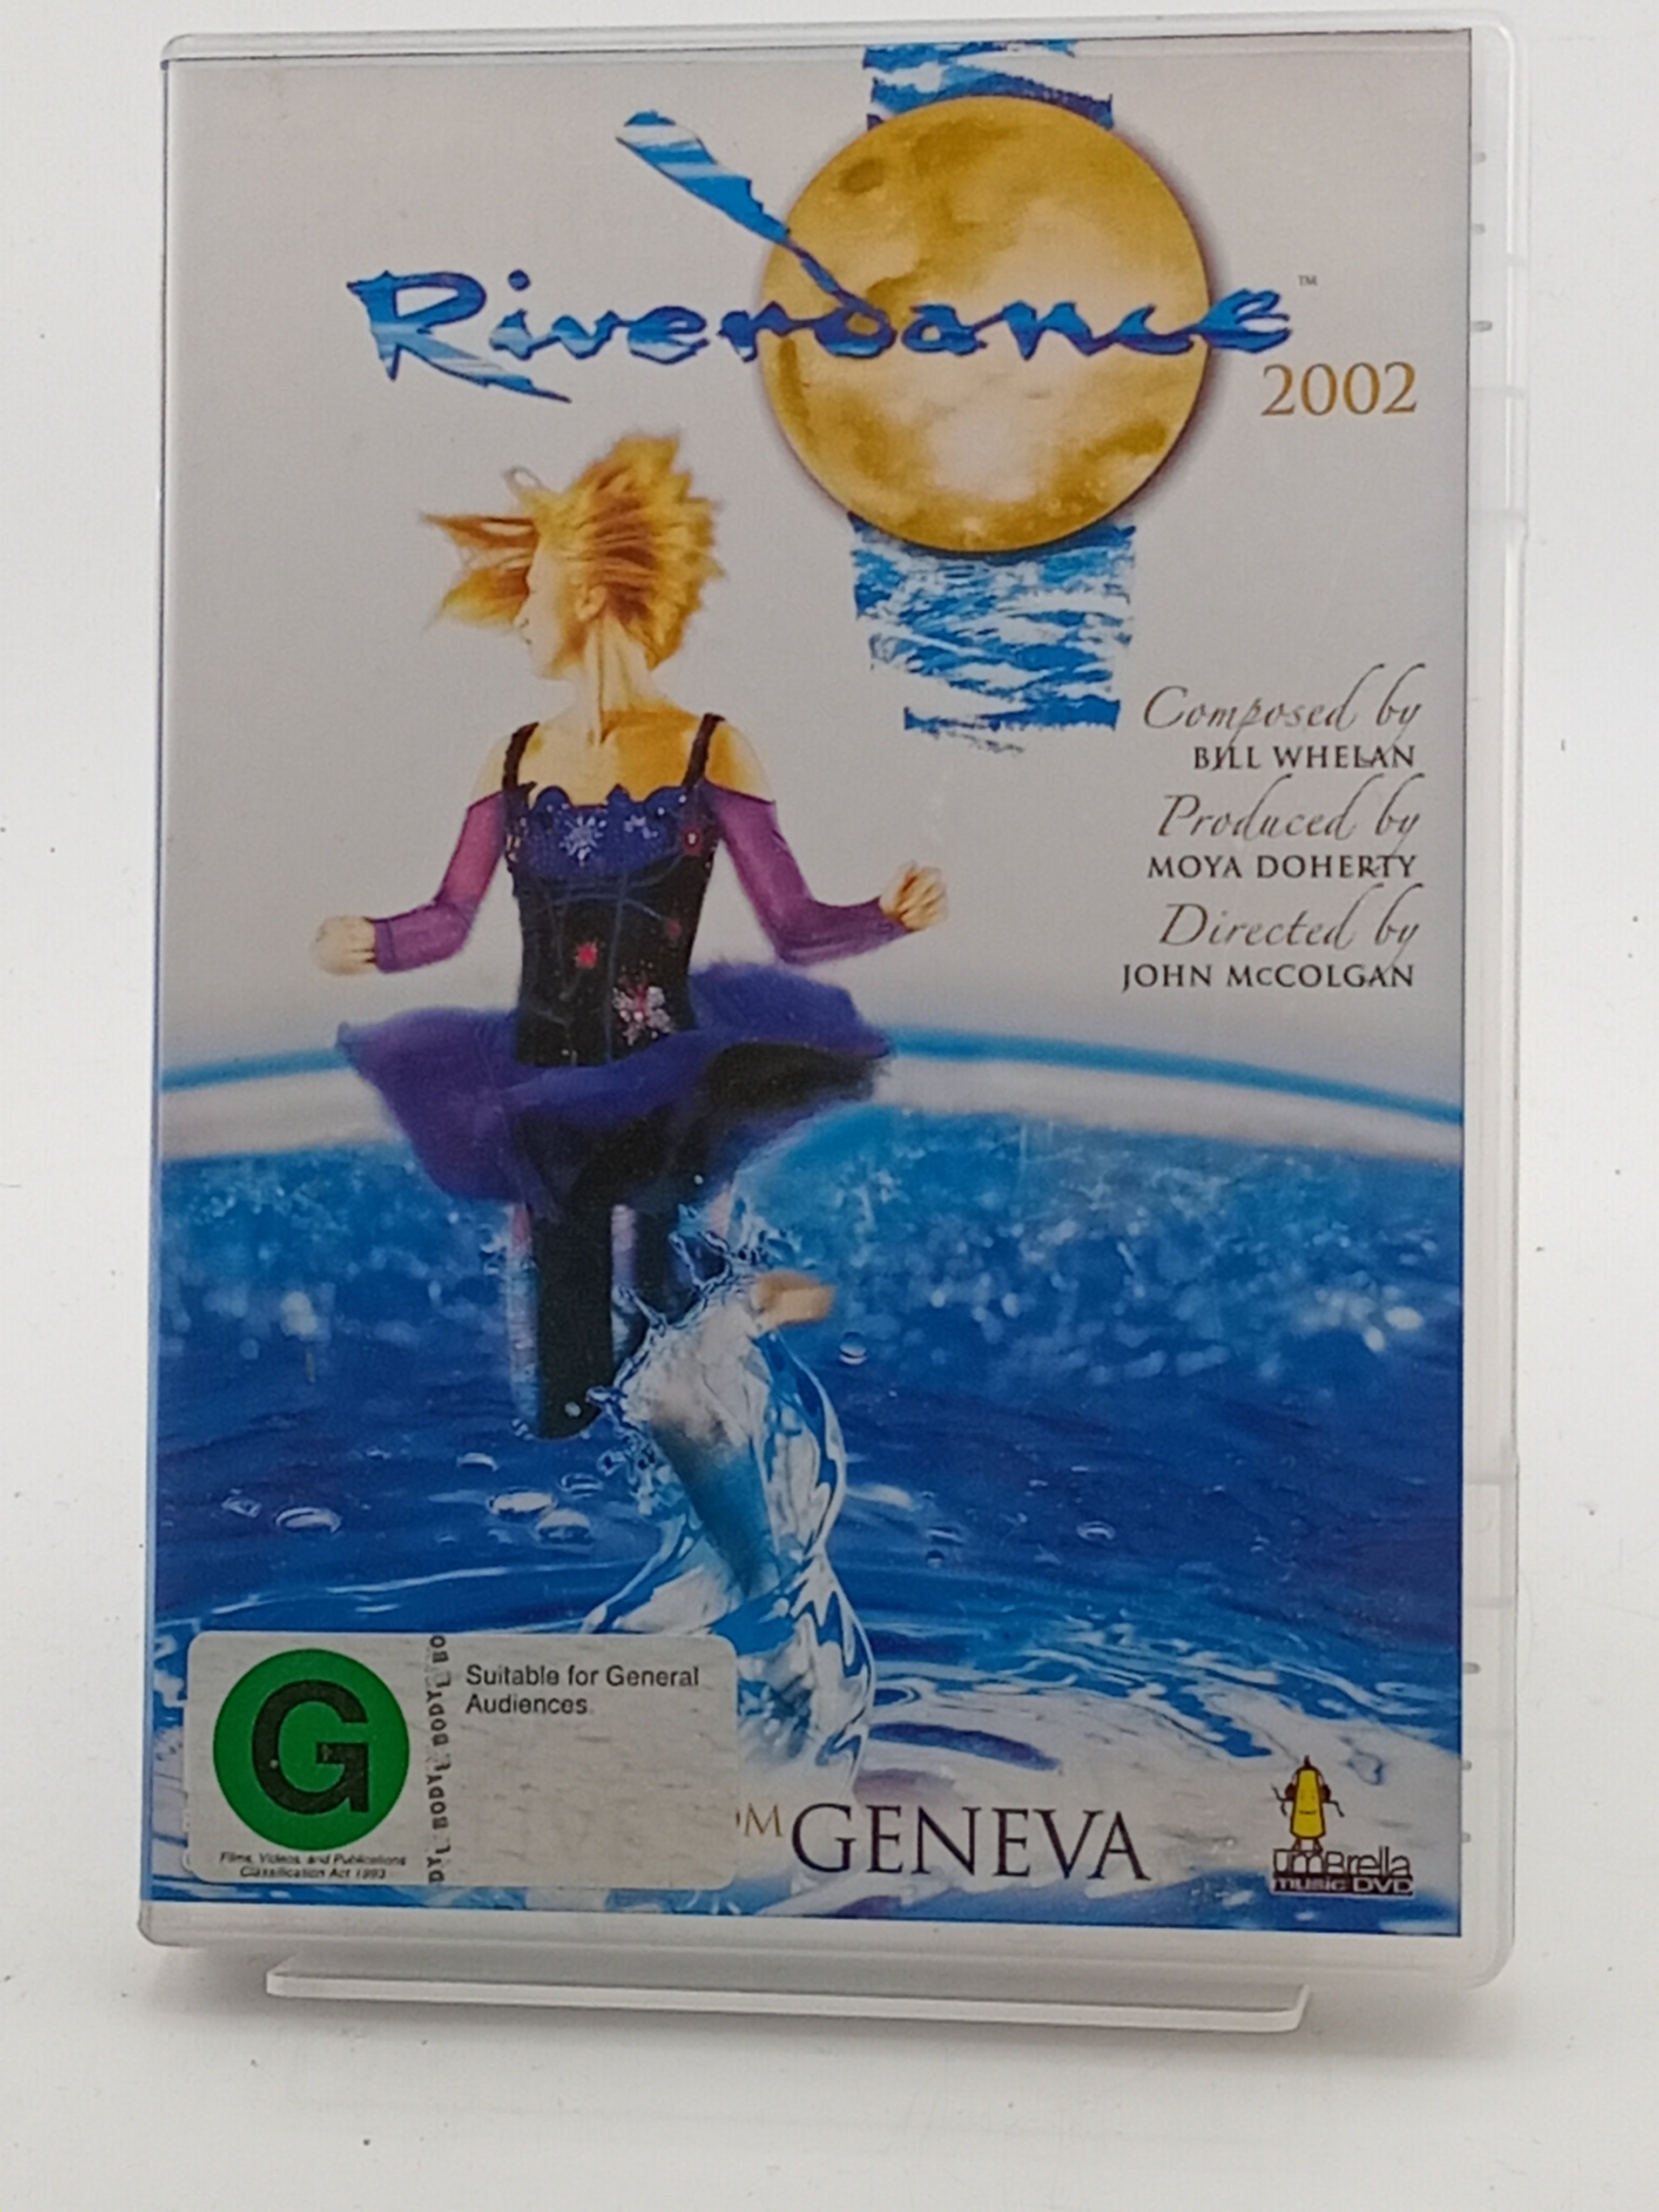 Riverdance™
2002
Composed by
BILL WHELAN
Produced by
MOYA DOHERTY
Directed by
JOHN McCOLGAN
G
Suitable for General
Audiences.
Films, Videos, and Publications
Classification Act 1993
OM GENEVA
umbrella
music DVD